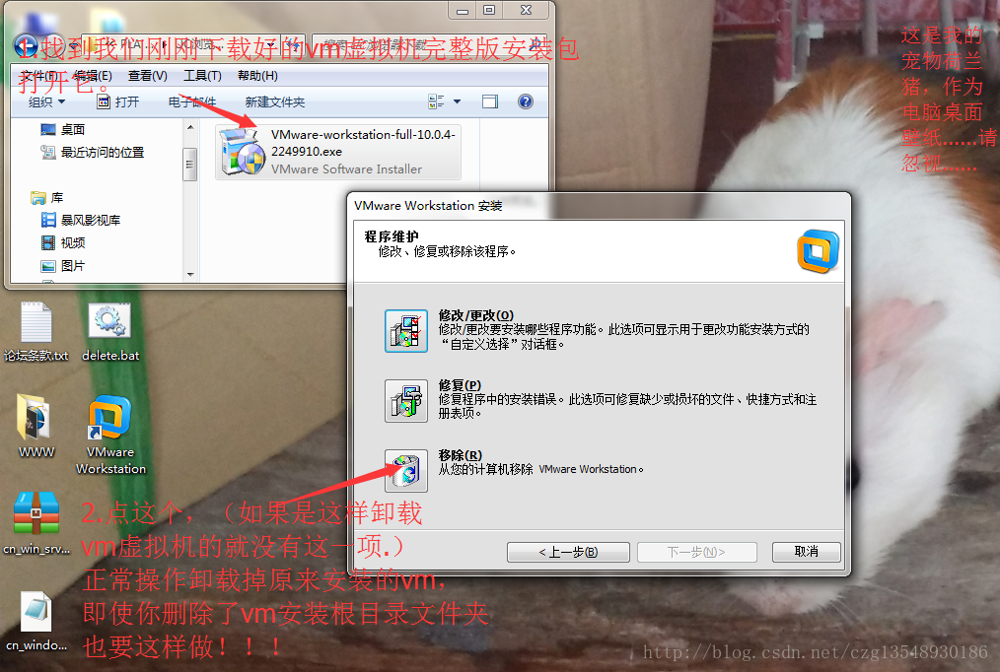 1.找到我们刚刚下载好的vm虚拟机完整版安装包
打开它。
这是我的
宠物荷兰
猪，作为
电脑桌面
壁纸……请
忽视……
文件(F) 编辑(E) 查看(V) 工具(T) 帮助(H)
组织 打开 电子邮件 新建文件夹
桌面
最近访问的位置
库
暴风影视库
视频
图片
VMware-workstation-full-10.0.4-
2249910.exe
VMware Software Installer
VMware Workstation 安装
程序维护
修改、修复或移除该程序。
修改/更改(O)
修改/更改要安装哪些程序功能。此选项可显示用于更改功能安装方式的
“自定义选择”对话框。
修复(P)
修复程序中的安装错误。此选项可修复缺少或损坏的文件、快捷方式和注
册表项。
移除(R)
从您的计算机移除 VMware Workstation。
<上一步(B) 下一步(N)> 取消
论坛条款.txt
delete.bat
WWW
VMware
Workstation
cn_win_srv...
cn_windo...
2.点这个，（如果是这样卸载
vm虚拟机的就没有这一项.）
正常操作卸载掉原来安装的vm，
即使你删除了vm安装根目录文件夹
也要这样做！！！
http://blog.csdn.net/czg13548930186